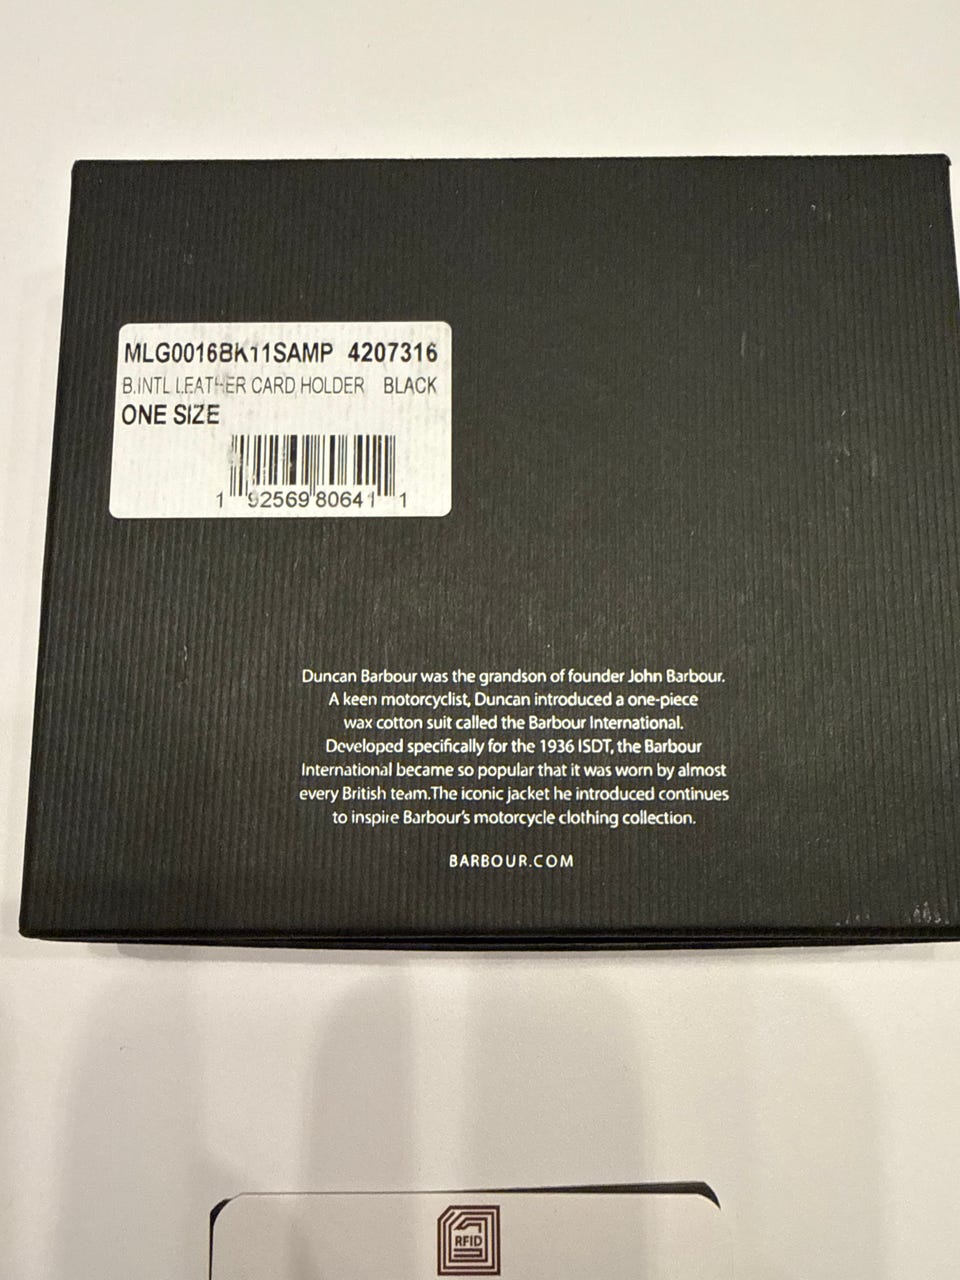 MLG0016BK11SAMP 4207316
B.INTL LEATHER CARD HOLDER BLACK
ONE SIZE
1 92569 80641 1
Duncan Barbour was the grandson of founder John Barbour.
A keen motorcyclist, Duncan introduced a one-piece
wax cotton suit called the Barbour International.
Developed specifically for the 1936 ISDT, the Barbour
International became so popular that it was worn by almost
every British team.The iconic jacket he introduced continues
to inspire Barbour's motorcycle clothing collection.
BARBOUR.COM
RFID